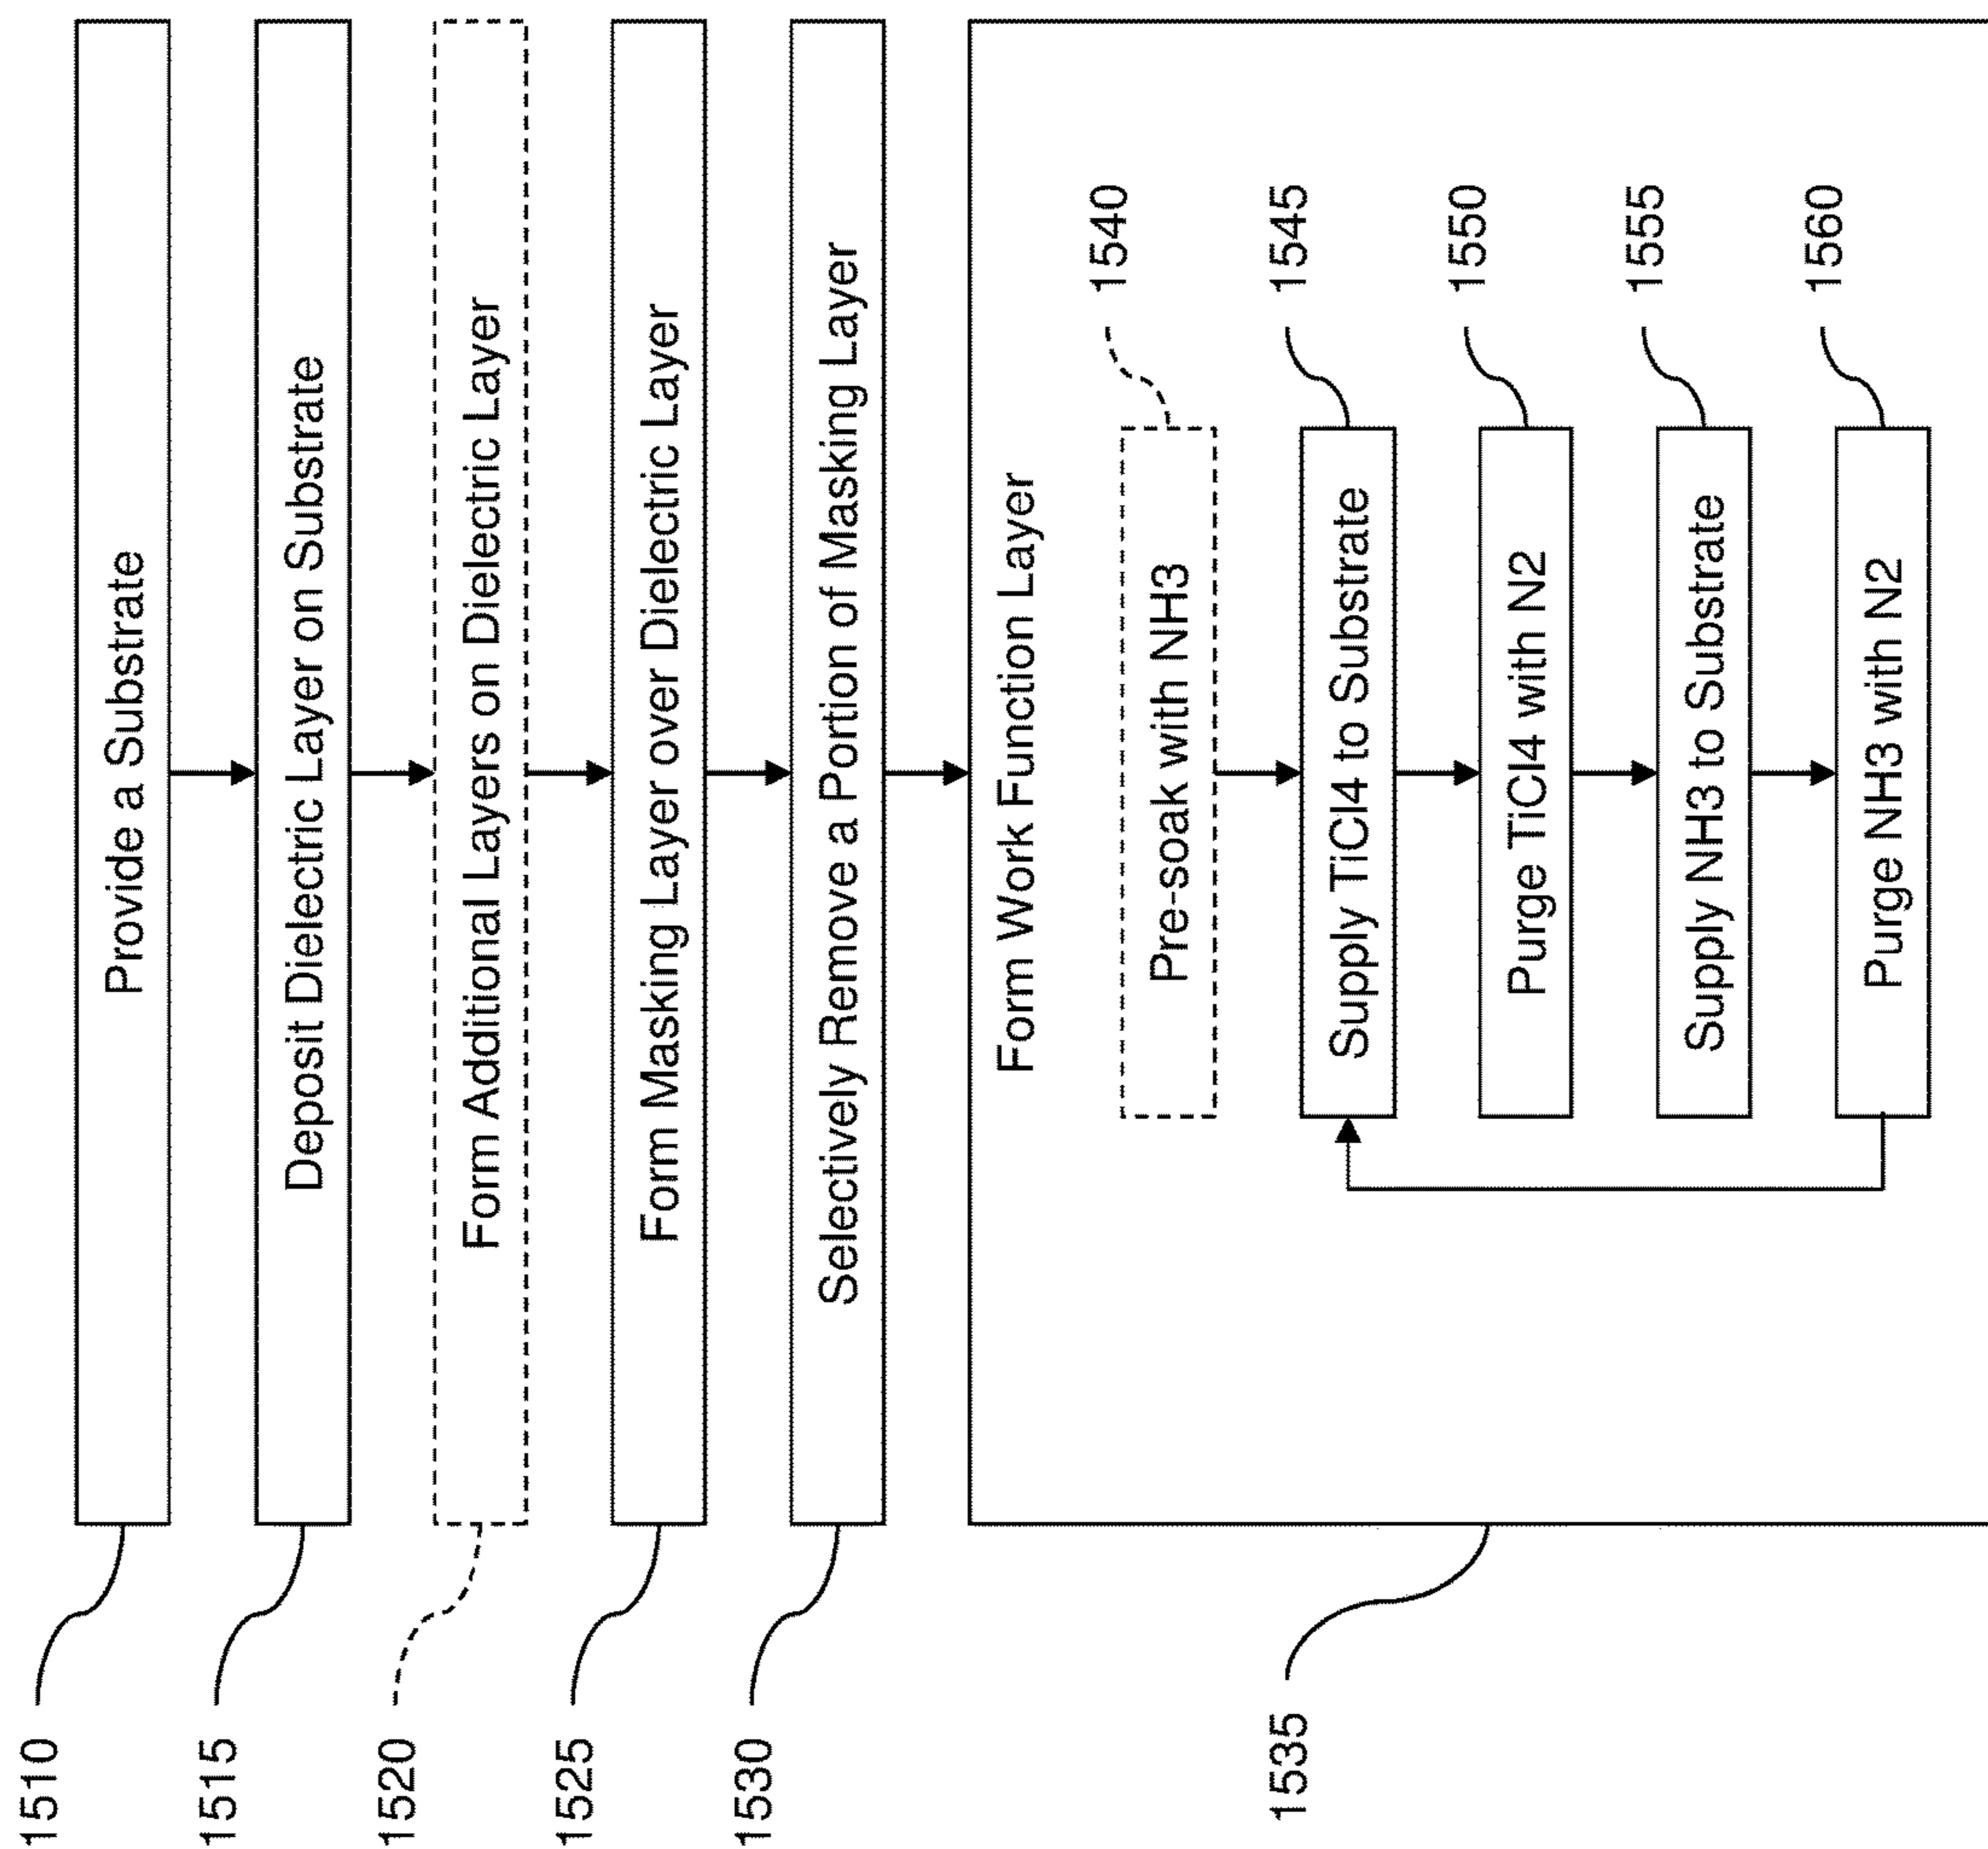 1510
Provide a Substrate
1515
Deposit Dielectric Layer on Substrate
1520
Form Additional Layers on Dielectric Layer
1525
Form Masking Layer over Dielectric Layer
1530
Selectively Remove a Portion of Masking Layer
1535
Form Work Function Layer
Pre-soak with NH3
1540
Supply TiCl4 to Substrate
1545
Purge TiCl4 with N2
1550
Supply NH3 to Substrate
1555
Purge NH3 with N2
1560